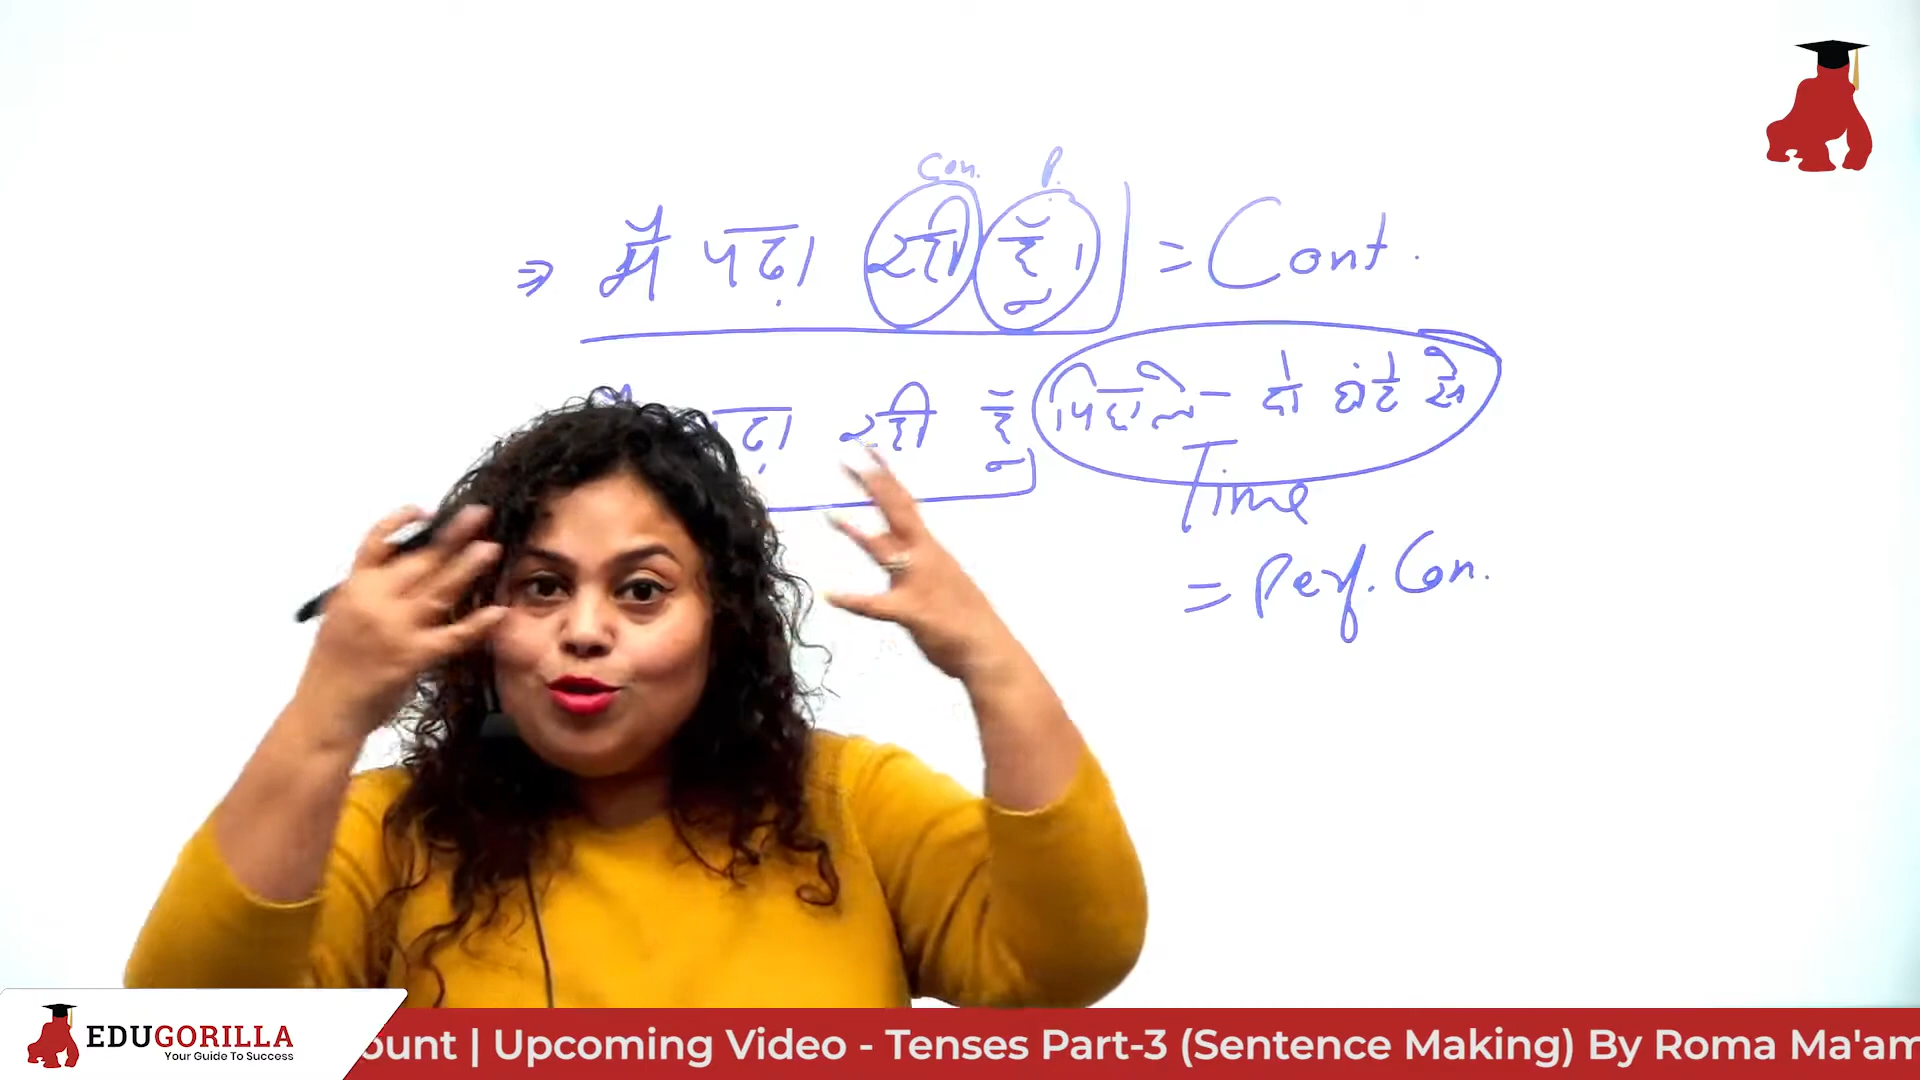 Con. P.
⇒ मैं पढ़ा रही हूँ। = Cont.
ढ़ा रही हूँ पिछले - दो घंटे से
Time
= Perf. Con.
EDUGORILLA
Your Guide To Success
ount | Upcoming Video - Tenses Part-3 (Sentence Making) By Roma Ma'am